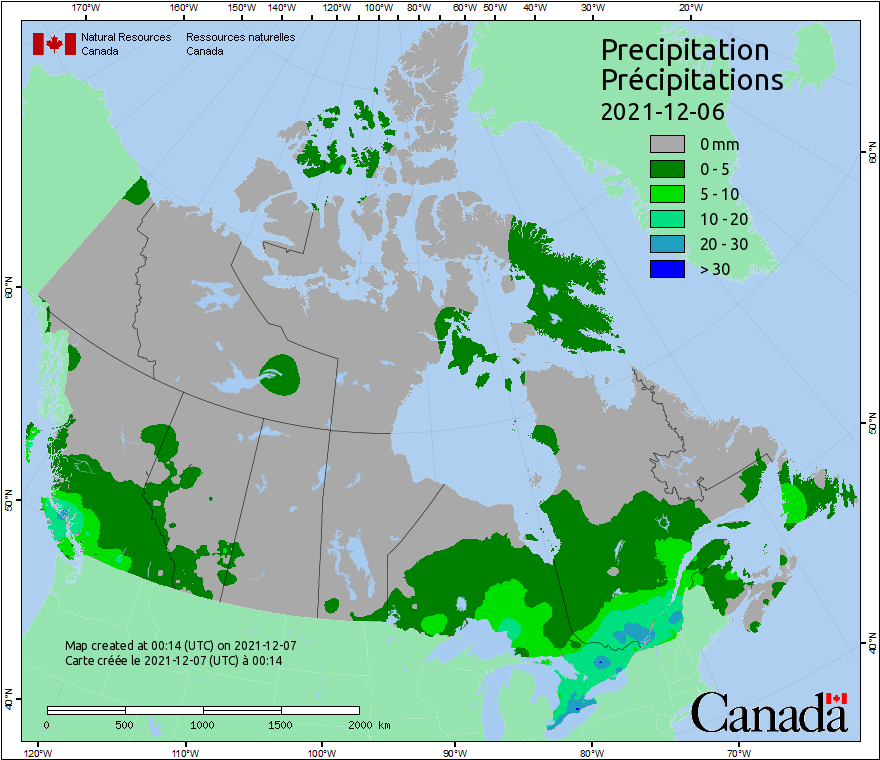 170°W 160°W 150°W 140°W 130°W 120°W 110°W 100°W 90°W 80°W 60°W 50°W 40°W 30°W 20°W
Natural Resources
Canada
Ressources naturelles
Canada
Precipitation
Précipitations
2021-12-06
0 mm
0 - 5
5 - 10
10 - 20
20 - 30
> 30
60°N
50°N
40°N
60°N
50°N
40°N
Map created at 00:14 (UTC) on 2021-12-07
Carte créée le 2021-12-07 (UTC) à 00:14
0 500 1000 1500 2000 km
Canada
120°W 110°W 100°W 90°W 80°W 70°W